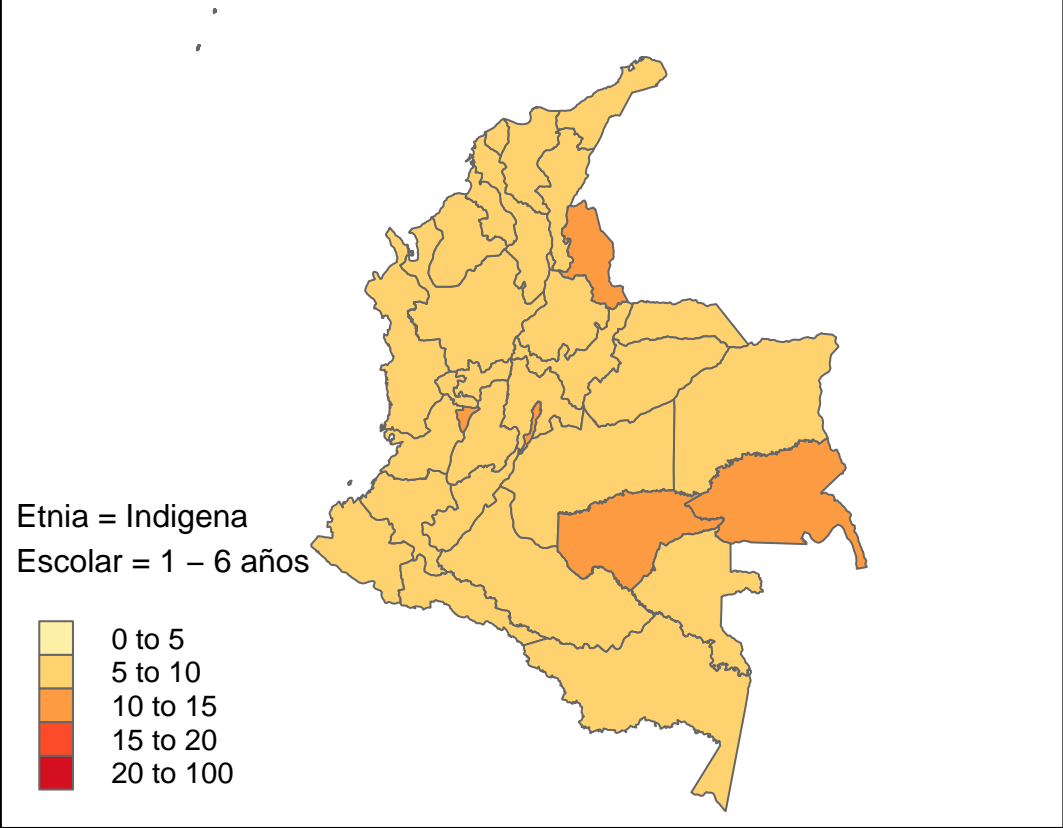 Etnia = Indigena
Escolar = 1 − 6 años
0 to 5
5 to 10
10 to 15
15 to 20
20 to 100